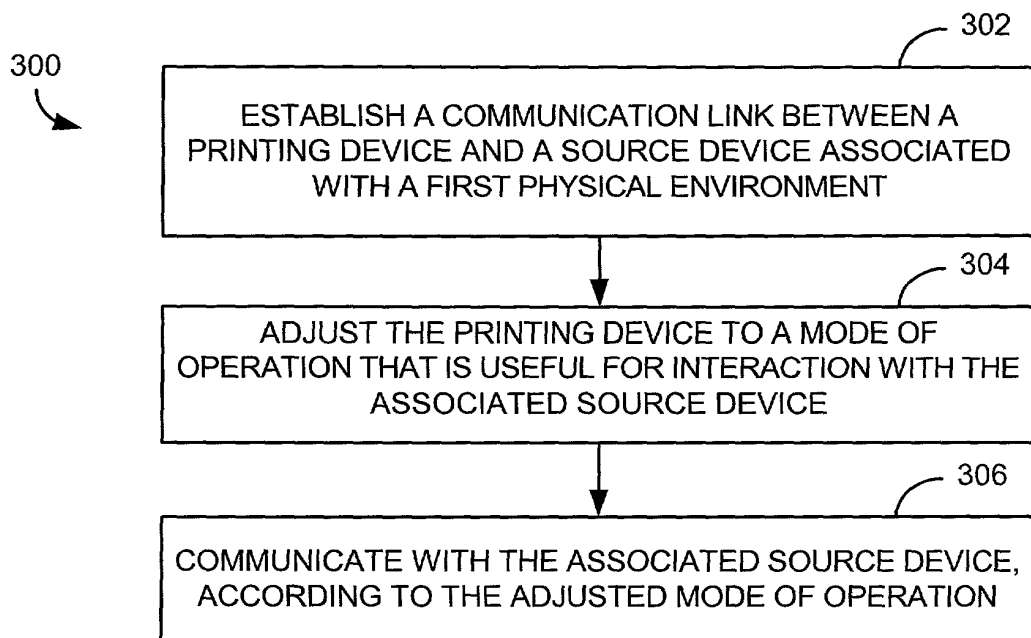 302
300
ESTABLISH A COMMUNICATION LINK BETWEEN A
PRINTING DEVICE AND A SOURCE DEVICE ASSOCIATED
WITH A FIRST PHYSICAL ENVIRONMENT
304
ADJUST THE PRINTING DEVICE TO A MODE OF
OPERATION THAT IS USEFUL FOR INTERACTION WITH THE
ASSOCIATED SOURCE DEVICE
306
COMMUNICATE WITH THE ASSOCIATED SOURCE DEVICE,
ACCORDING TO THE ADJUSTED MODE OF OPERATION